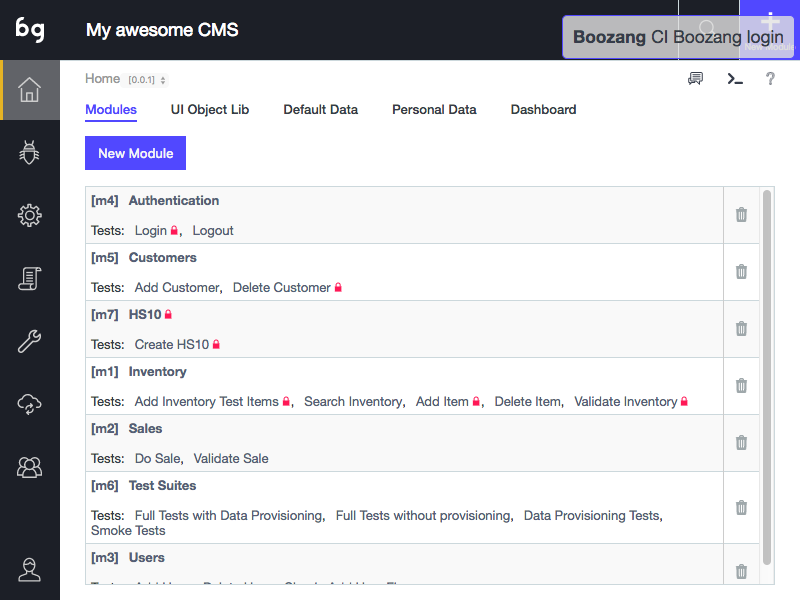 bg
My awesome CMS
Boozang CI Boozang login
Home [0.0.1]
?
Modules UI Object Lib Default Data Personal Data Dashboard
New Module
[m4] Authentication
Tests: Login, Logout
[m5] Customers
Tests: Add Customer, Delete Customer
[m7] HS10
Tests: Create HS10
[m1] Inventory
Tests: Add Inventory Test Items, Search Inventory, Add Item, Delete Item, Validate Inventory
[m2] Sales
Tests: Do Sale, Validate Sale
[m6] Test Suites
Tests: Full Tests with Data Provisioning, Full Tests without provisioning, Data Provisioning Tests,
Smoke Tests
[m3] Users